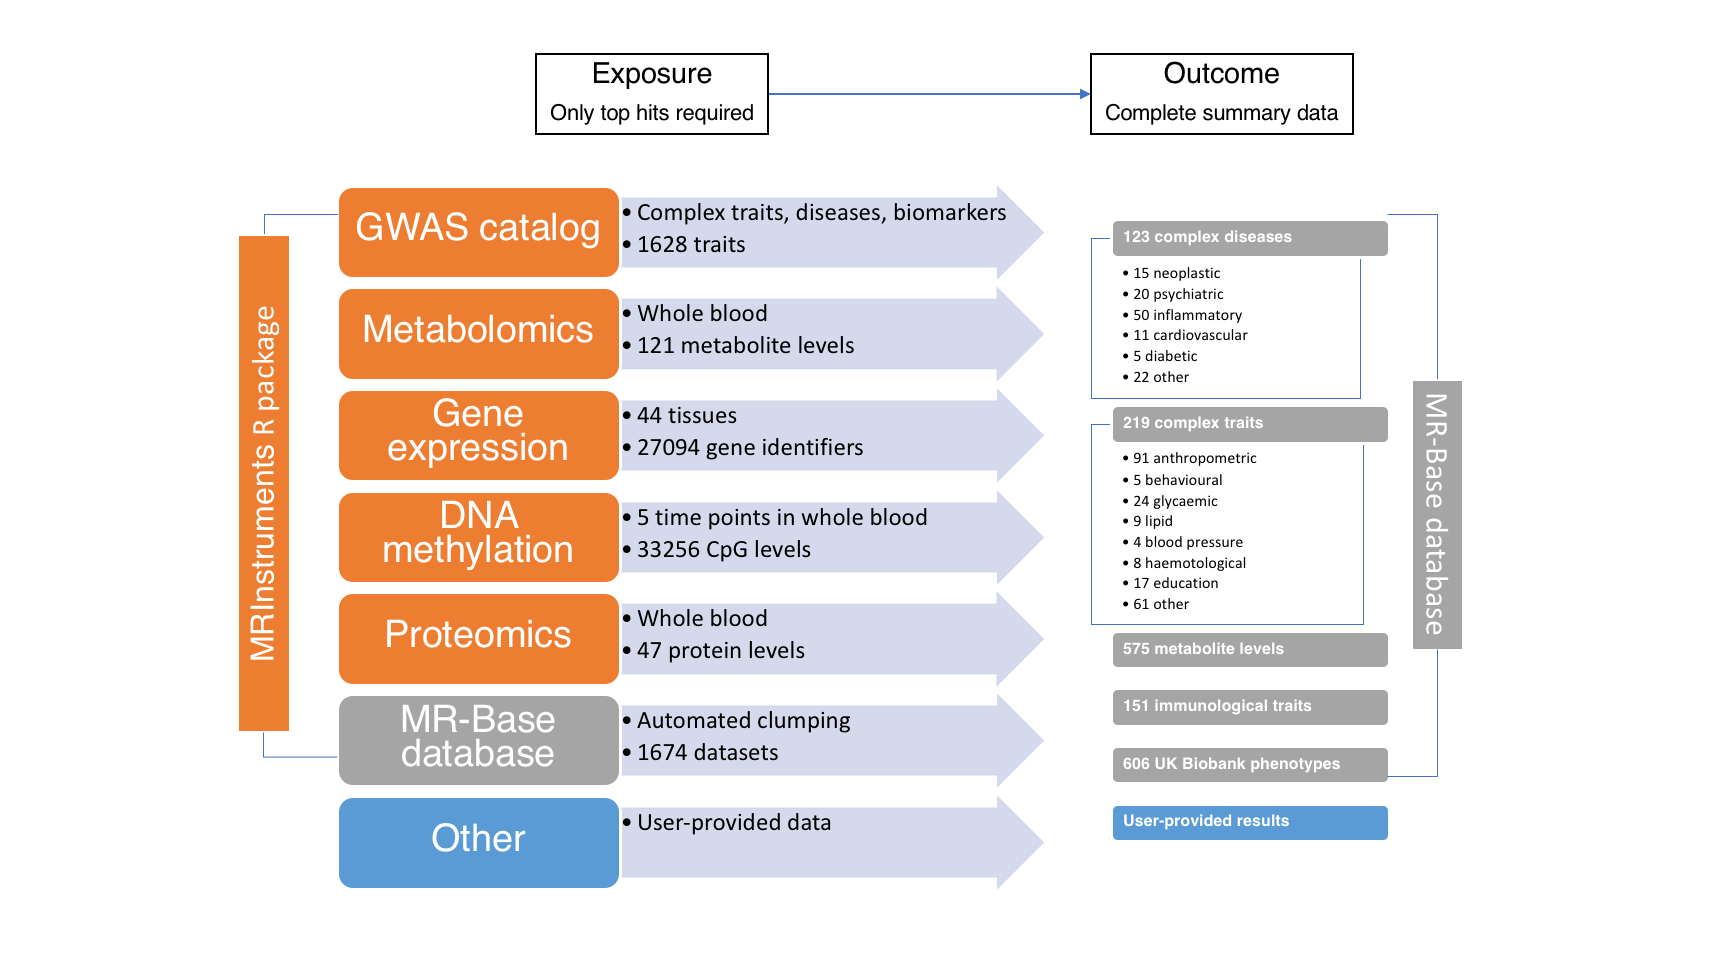 Exposure
Only top hits required
Outcome
Complete summary data
MRInstruments R package
GWAS catalog
• Complex traits, diseases, biomarkers
• 1628 traits
Metabolomics
• Whole blood
• 121 metabolite levels
Gene
expression
• 44 tissues
• 27094 gene identifiers
DNA
methylation
• 5 time points in whole blood
• 33256 CpG levels
Proteomics
• Whole blood
• 47 protein levels
MR-Base
database
• Automated clumping
• 1674 datasets
Other
• User-provided data
123 complex diseases
• 15 neoplastic
• 20 psychiatric
• 50 inflammatory
• 11 cardiovascular
• 5 diabetic
• 22 other
219 complex traits
• 91 anthropometric
• 5 behavioural
• 24 glycaemic
• 9 lipid
• 4 blood pressure
• 8 haemotological
• 17 education
• 61 other
575 metabolite levels
151 immunological traits
606 UK Biobank phenotypes
User-provided results
MR-Base database